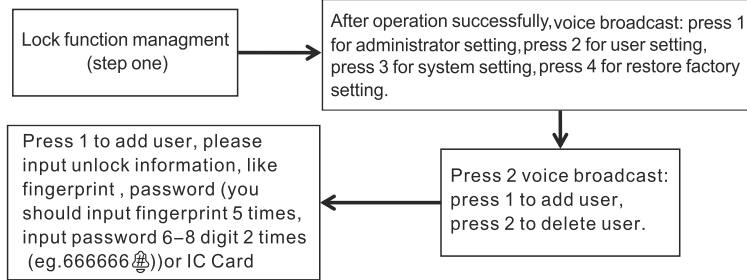 Lock function managment
(step one)
After operation successfully, voice broadcast: press 1
for administrator setting, press 2 for user setting,
press 3 for system setting, press 4 for restore factory
setting.
Press 2 voice broadcast:
press 1 to add user,
press 2 to delete user.
Press 1 to add user, please
input unlock information, like
fingerprint , password (you
should input fingerprint 5 times,
input password 6–8 digit 2 times
(eg.666666 #))or IC Card